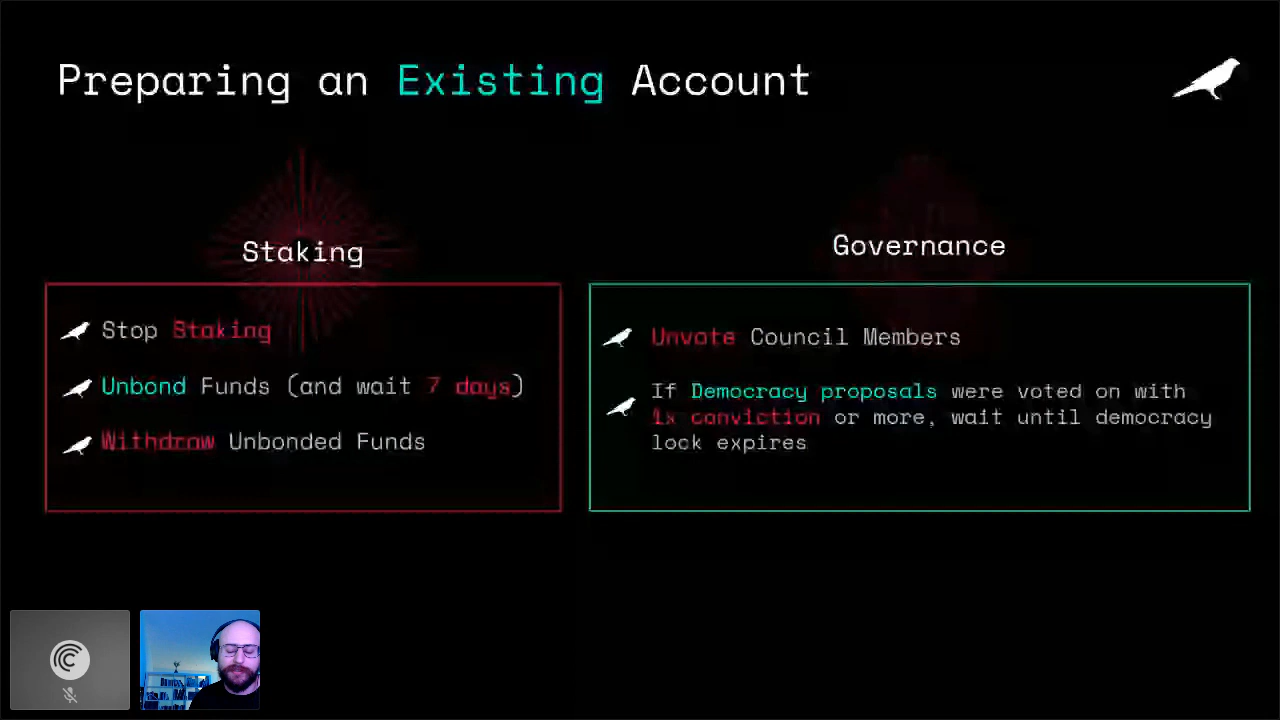 Preparing an Existing Account
Staking
Stop Staking
Unbond Funds (and wait 7 days)
Withdraw Unbonded Funds
Governance
Unvote Council Members
If Democracy proposals were voted on with
1x conviction or more, wait until democracy
lock expires